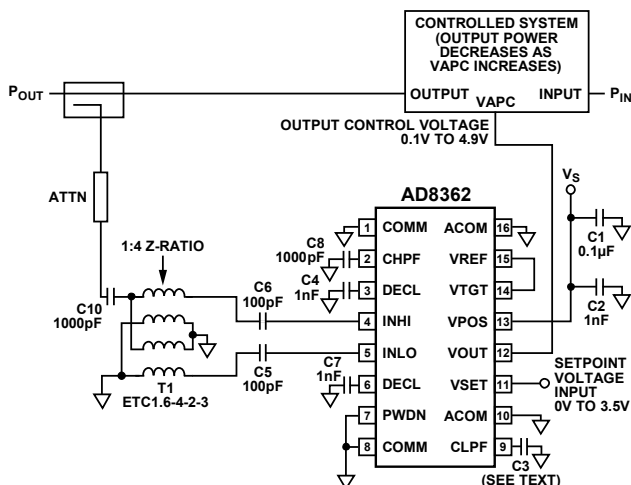 CONTROLLED SYSTEM
(OUTPUT POWER
DECREASES AS
VAPC INCREASES)
OUTPUT VAPC INPUT
POUT
PIN
OUTPUT CONTROL VOLTAGE
0.1V TO 4.9V
ATTN
1:4 Z-RATIO
C10
1000pF
T1
ETC1.6-4-2-3
C6
100pF
C5
100pF
C8
1000pF
C4
1nF
C7
1nF
AD8362
1 COMM ACOM 16
2 CHPF VREF 15
3 DECL VTGT 14
4 INHI VPOS 13
5 INLO VOUT 12
6 DECL VSET 11
7 PWDN ACOM 10
8 COMM CLPF 9
VS
C1
0.1µF
C2
1nF
SETPOINT
VOLTAGE
INPUT
0V TO 3.5V
C3
(SEE TEXT)